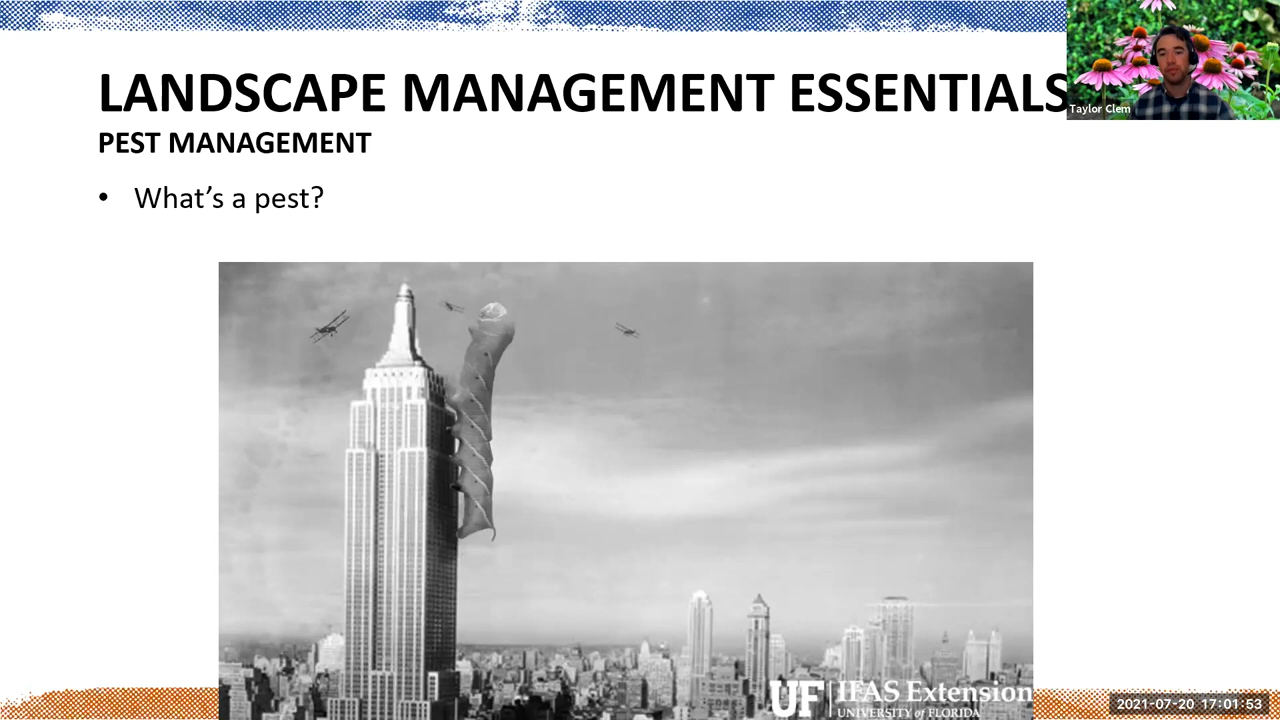 LANDSCAPE MANAGEMENT ESSENTIALS
Taylor Clem
PEST MANAGEMENT
• What's a pest?
UF IFAS Extension
UNIVERSITY of FLORIDA
2021-07-20 17:01:53